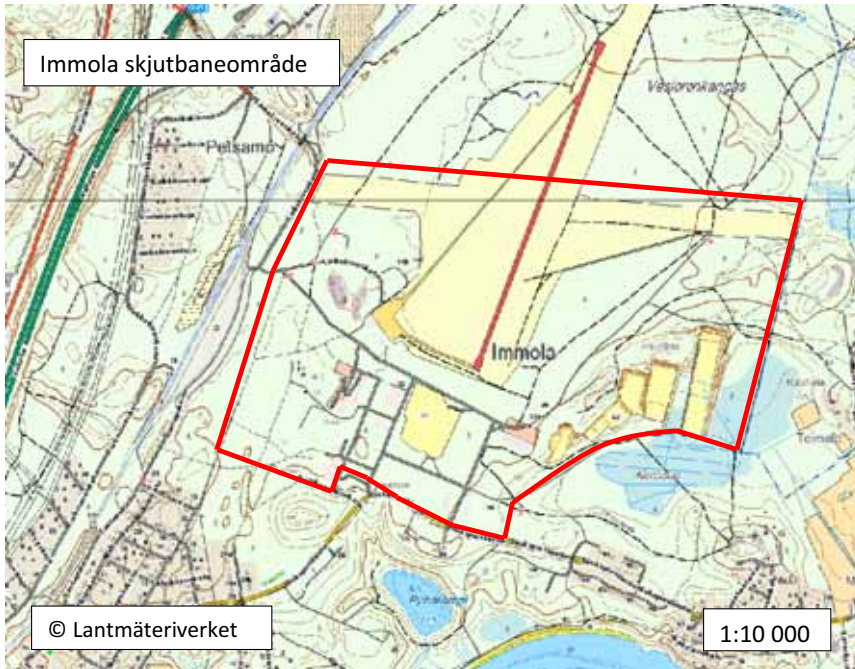 Immola skjutbaneområde
Vesioronkangas
Pelsamo
Immola
© Lantmäteriverket
1:10 000